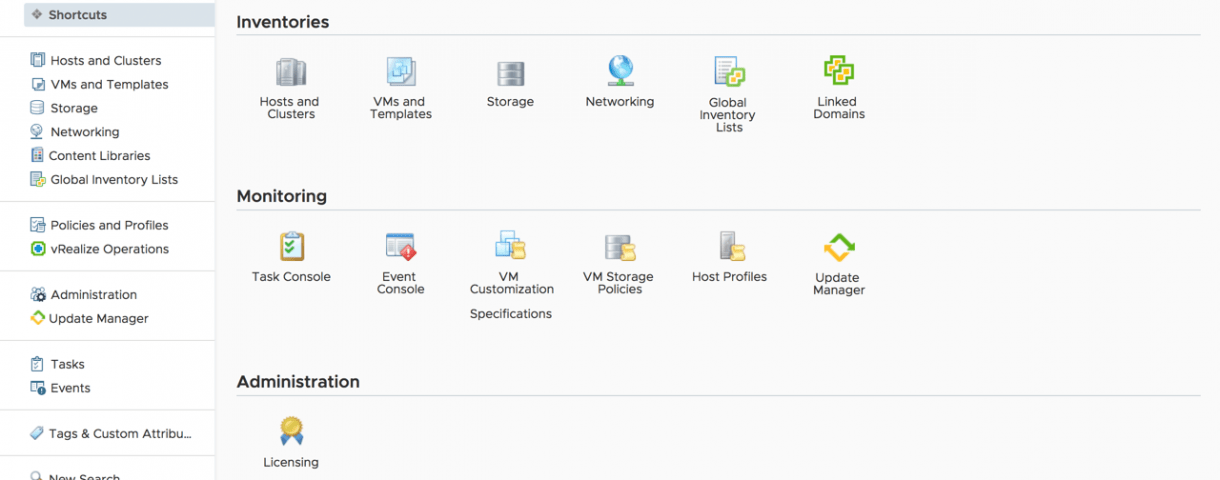 Shortcuts
Hosts and Clusters
VMs and Templates
Storage
Networking
Content Libraries
Global Inventory Lists
Policies and Profiles
vRealize Operations
Administration
Update Manager
Tasks
Events
Tags & Custom Attribu...
New Search
Inventories
Hosts and
Clusters
VMs and
Templates
Storage
Networking
Global
Inventory
Lists
Linked
Domains
Monitoring
Task Console
Event
Console
VM
Customization
Specifications
VM Storage
Policies
Host Profiles
Update
Manager
Administration
Licensing